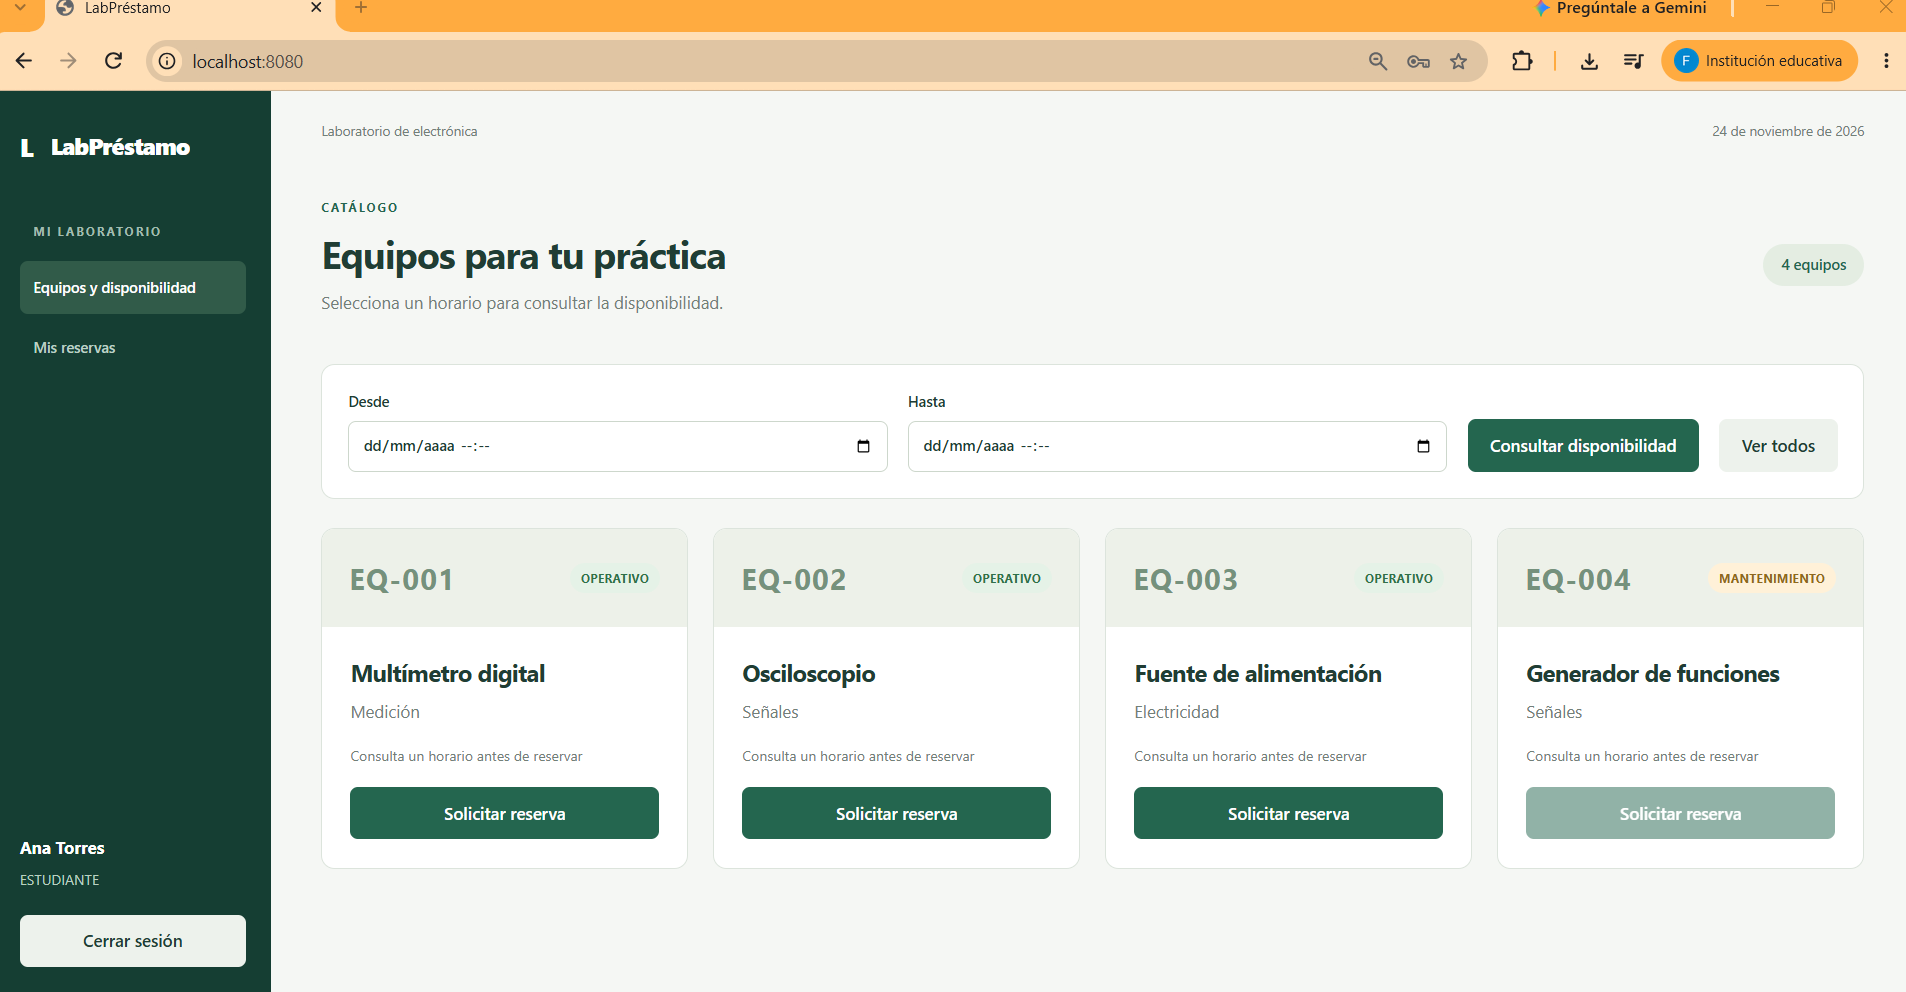 LabPréstamo
Pregúntale a Gemini
localhost:8080
F Institución educativa
L LabPréstamo
MI LABORATORIO
Equipos y disponibilidad
Mis reservas
Ana Torres
ESTUDIANTE
Cerrar sesión
Laboratorio de electrónica
24 de noviembre de 2026
CATÁLOGO
Equipos para tu práctica
4 equipos
Selecciona un horario para consultar la disponibilidad.
Desde
dd/mm/aaaa --:--
Hasta
dd/mm/aaaa --:--
Consultar disponibilidad
Ver todos
EQ-001 OPERATIVO
Multímetro digital
Medición
Consulta un horario antes de reservar
Solicitar reserva
EQ-002 OPERATIVO
Osciloscopio
Señales
Consulta un horario antes de reservar
Solicitar reserva
EQ-003 OPERATIVO
Fuente de alimentación
Electricidad
Consulta un horario antes de reservar
Solicitar reserva
EQ-004 MANTENIMIENTO
Generador de funciones
Señales
Consulta un horario antes de reservar
Solicitar reserva